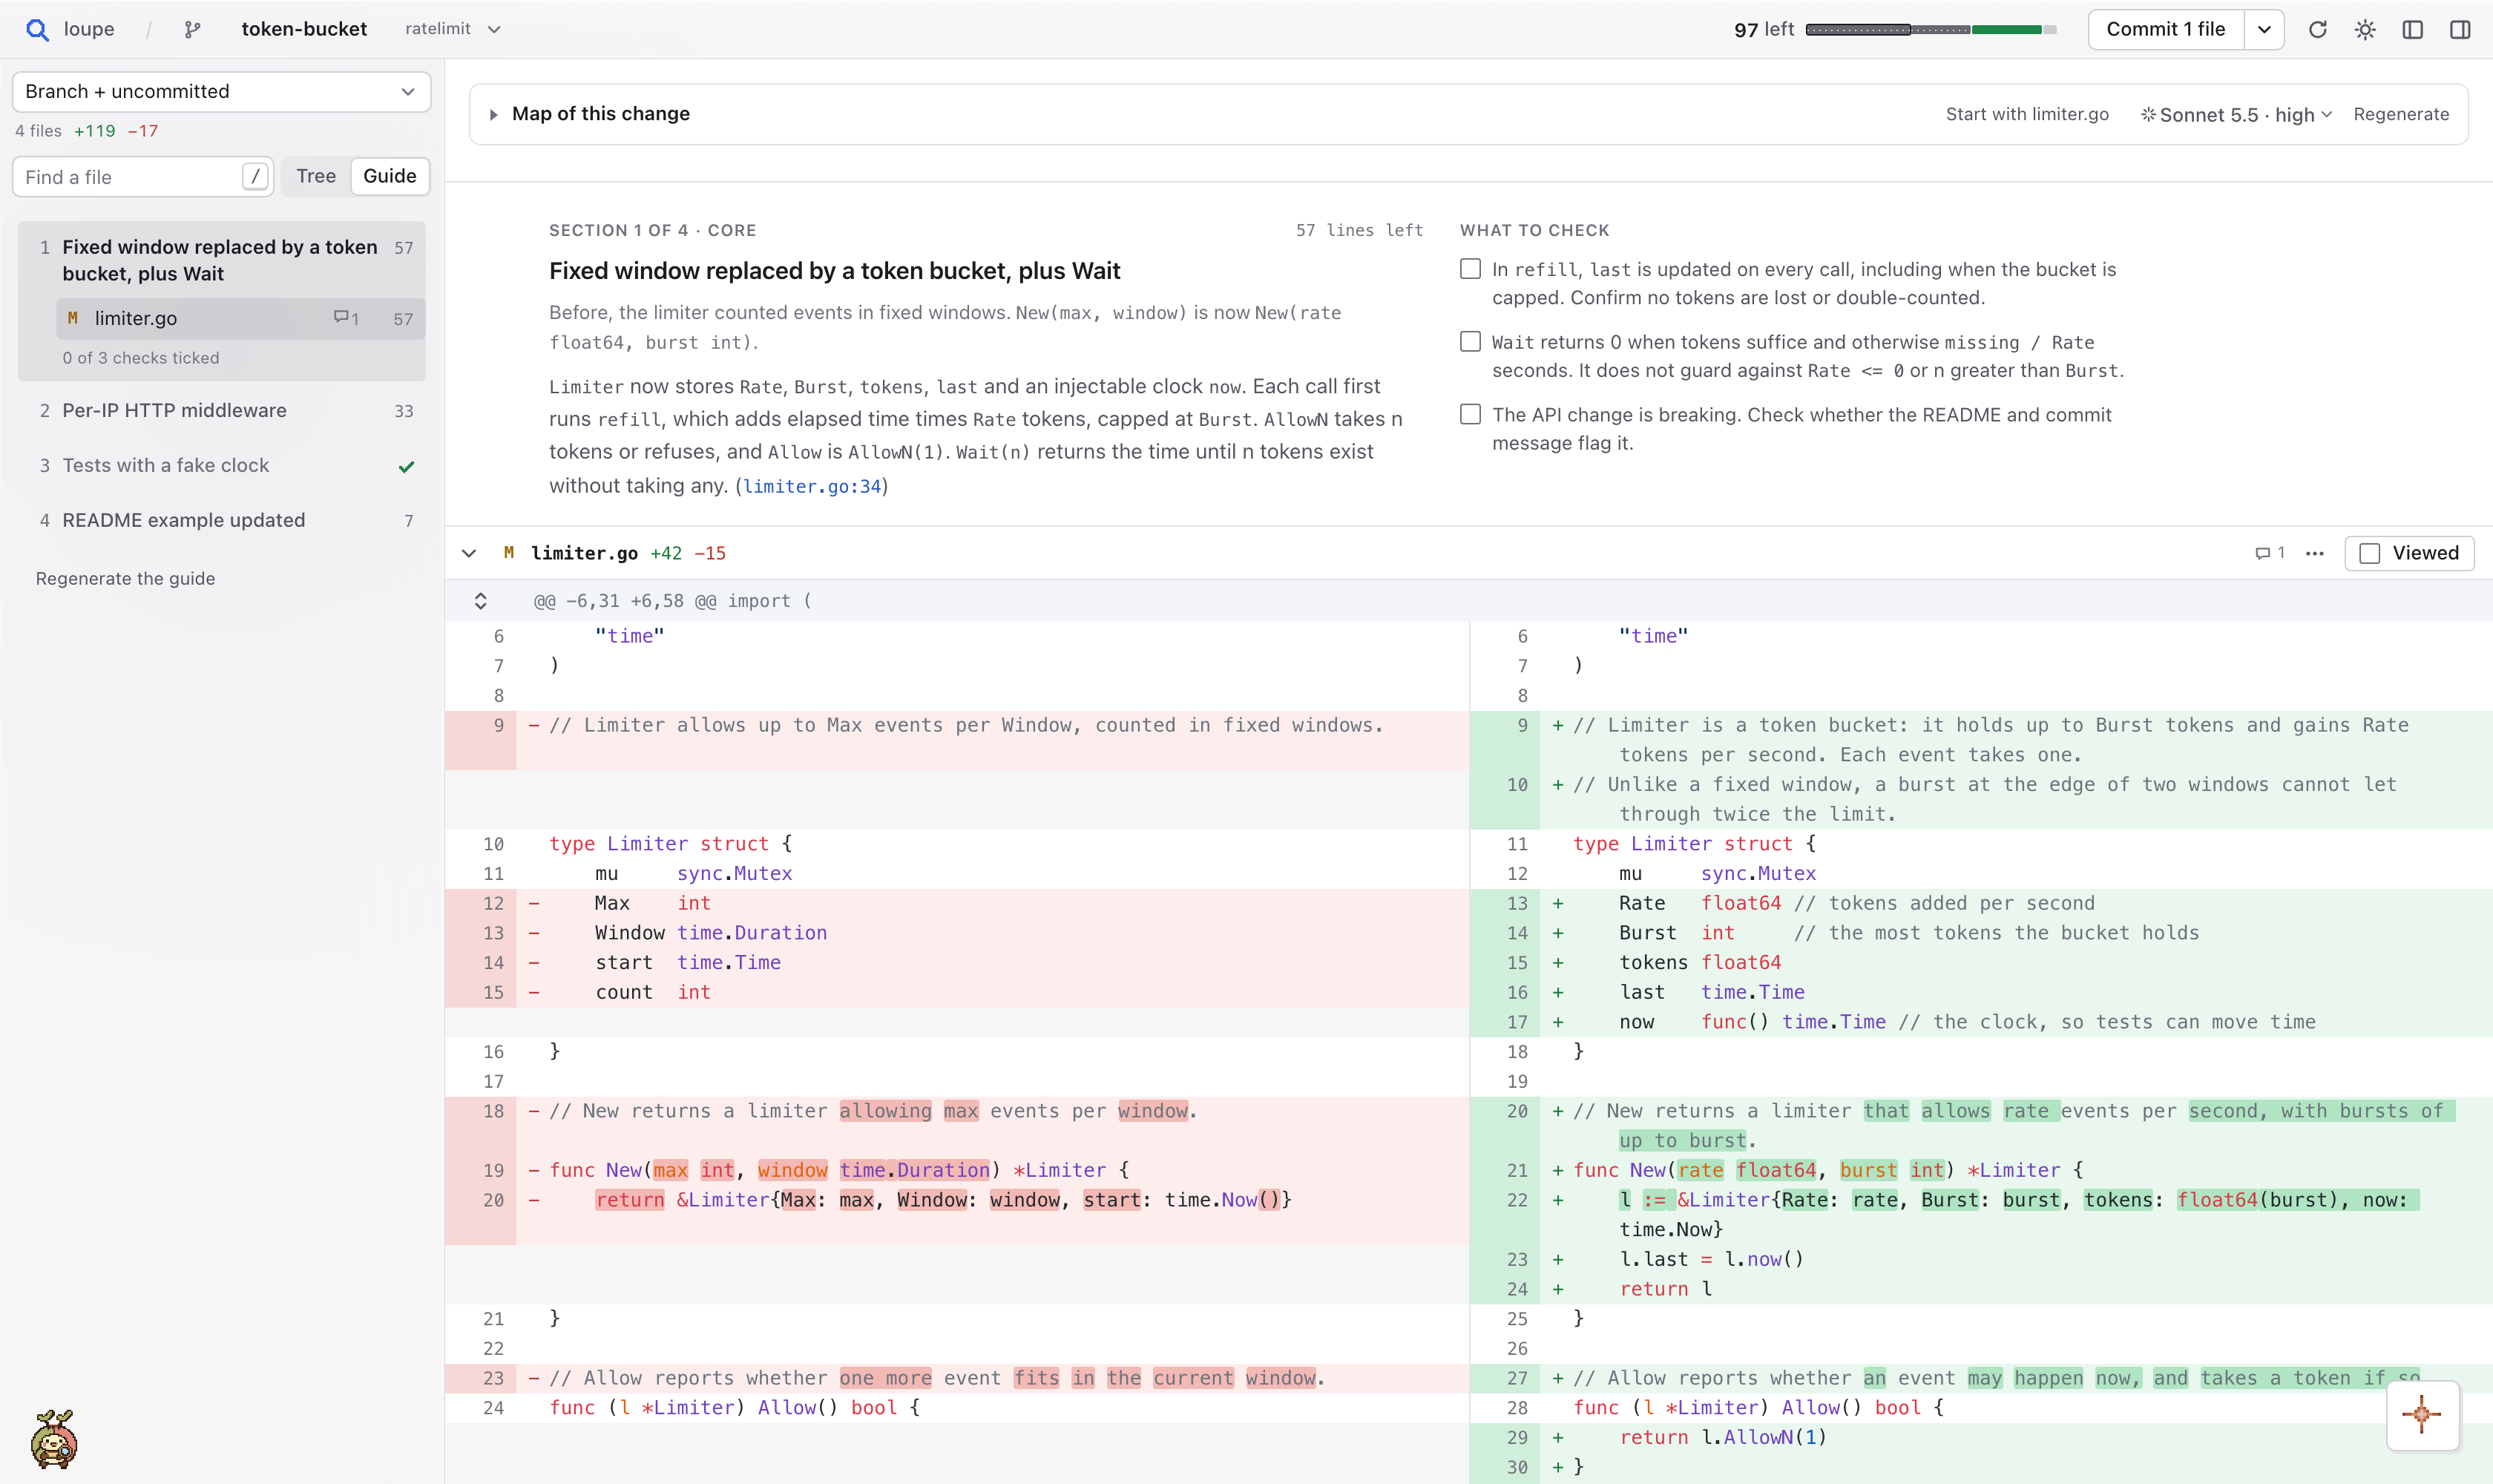 loupe / token-bucket ratelimit
97 left
Commit 1 file
Branch + uncommitted
4 files +119 −17
Find a file /
Tree Guide
1 Fixed window replaced by a token bucket, plus Wait 57
M limiter.go 1 57
0 of 3 checks ticked
2 Per-IP HTTP middleware 33
3 Tests with a fake clock
4 README example updated 7
Regenerate the guide
Map of this change
Start with limiter.go
Sonnet 5.5 · high
Regenerate
SECTION 1 OF 4 · CORE
57 lines left
Fixed window replaced by a token bucket, plus Wait
Before, the limiter counted events in fixed windows. New(max, window) is now New(rate
float64, burst int).
Limiter now stores Rate, Burst, tokens, last and an injectable clock now. Each call first
runs refill, which adds elapsed time times Rate tokens, capped at Burst. AllowN takes n
tokens or refuses, and Allow is AllowN(1). Wait(n) returns the time until n tokens exist
without taking any. (limiter.go:34)
WHAT TO CHECK
In refill, last is updated on every call, including when the bucket is
capped. Confirm no tokens are lost or double-counted.
Wait returns 0 when tokens suffice and otherwise missing / Rate
seconds. It does not guard against Rate <= 0 or n greater than Burst.
The API change is breaking. Check whether the README and commit
message flag it.
M limiter.go +42 −15
1 ··· Viewed
@@ −6,31 +6,58 @@ import (
6 "time"
7 )
8
9 − // Limiter allows up to Max events per Window, counted in fixed windows.
10 type Limiter struct {
11 mu sync.Mutex
12 − Max int
13 − Window time.Duration
14 − start time.Time
15 − count int
16 }
17
18 − // New returns a limiter allowing max events per window.
19 − func New(max int, window time.Duration) *Limiter {
20 − return &Limiter{Max: max, Window: window, start: time.Now()}
21 }
22
23 − // Allow reports whether one more event fits in the current window.
24 func (l *Limiter) Allow() bool {
6 "time"
7 )
8
9 + // Limiter is a token bucket: it holds up to Burst tokens and gains Rate
tokens per second. Each event takes one.
10 + // Unlike a fixed window, a burst at the edge of two windows cannot let
through twice the limit.
11 type Limiter struct {
12 mu sync.Mutex
13 + Rate float64 // tokens added per second
14 + Burst int // the most tokens the bucket holds
15 + tokens float64
16 + last time.Time
17 + now func() time.Time // the clock, so tests can move time
18 }
19
20 + // New returns a limiter that allows rate events per second, with bursts of
up to burst.
21 + func New(rate float64, burst int) *Limiter {
22 + l := &Limiter{Rate: rate, Burst: burst, tokens: float64(burst), now:
time.Now}
23 + l.last = l.now()
24 + return l
25 }
26
27 + // Allow reports whether an event may happen now, and takes a token if so
28 func (l *Limiter) Allow() bool {
29 + return l.AllowN(1)
30 + }